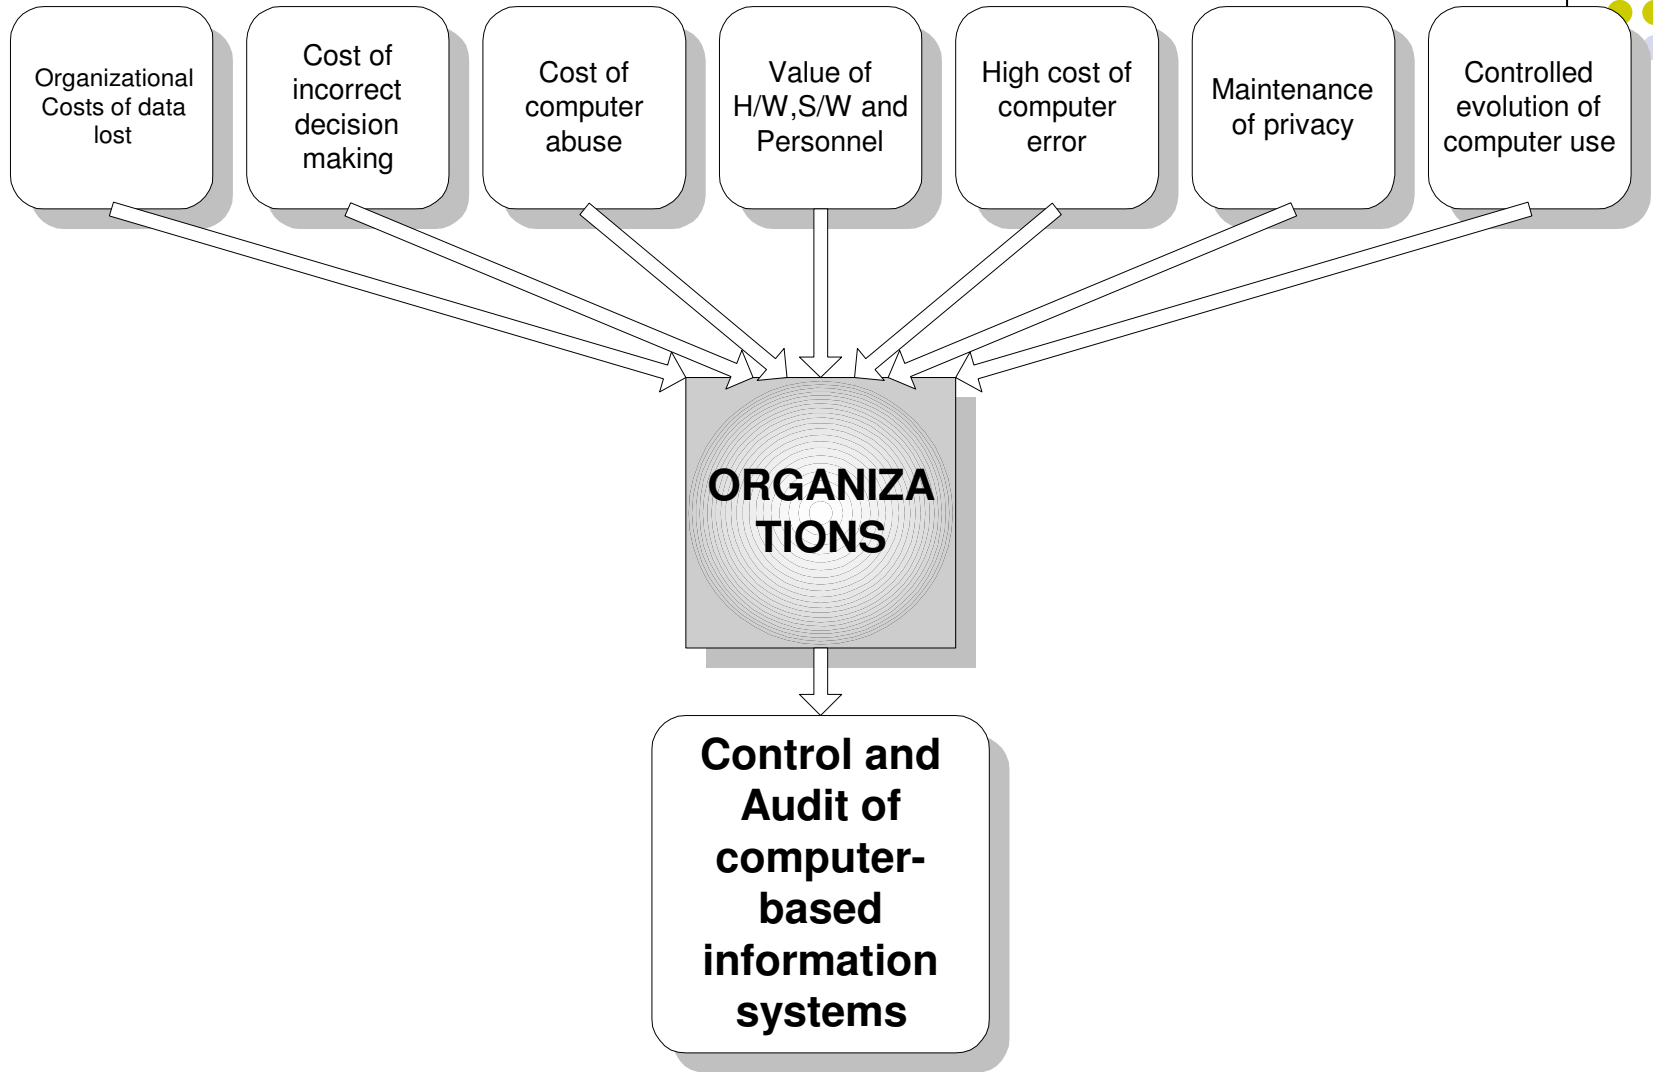 Organizational
Costs of data
lost
Cost of
incorrect
decision
making
Cost of
computer
abuse
Value of
H/W,S/W and
Personnel
High cost of
computer
error
Maintenance
of privacy
Controlled
evolution of
computer use
ORGANIZA
TIONS
Control and
Audit of
computer-
based
information
systems